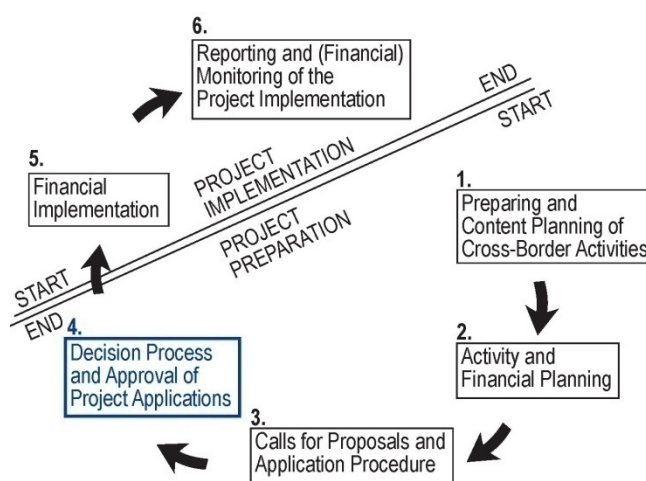 6.
Reporting and (Financial)
Monitoring of the
Project Implementation
END
START
5.
Financial
Implementation
PROJECT
IMPLEMENTATION
PROJECT
PREPARATION
1.
Preparing and
Content Planning of
Cross-Border Activities
START
END
4.
Decision Process
and Approval of
Project Applications
2.
Activity and
Financial Planning
3.
Calls for Proposals and
Application Procedure